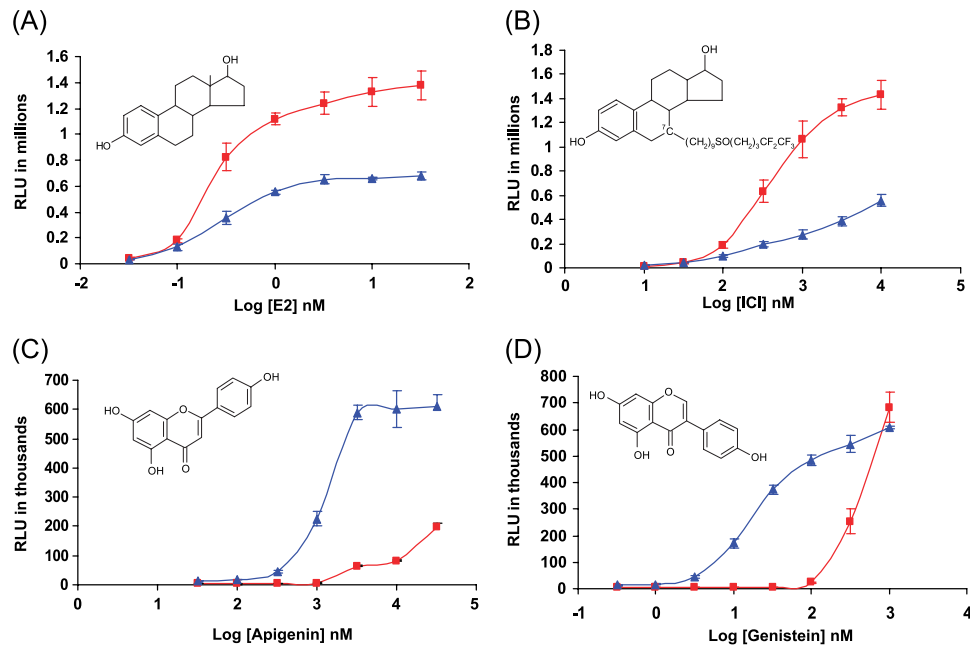 (A)
RLU in millions
1.6
1.4
1.2
1
0.8
0.6
0.4
0.2
0
-2 -1 0 1 2
Log [E2] nM
OH
HO
(B)
RLU in millions
1.8
1.6
1.4
1.2
1
0.8
0.6
0.4
0.2
0
0 1 2 3 4 5
Log [ICI] nM
OH
HO
7
C
(CH2)9SO(CH2)3CF2CF3
(C)
RLU in thousands
700
600
500
400
300
200
100
0
0 1 2 3 4 5
Log [Apigenin] nM
OH
HO
O
OH O
(D)
RLU in thousands
800
700
600
500
400
300
200
100
0
-1 0 1 2 3 4
Log [Genistein] nM
HO
O
OH O
OH